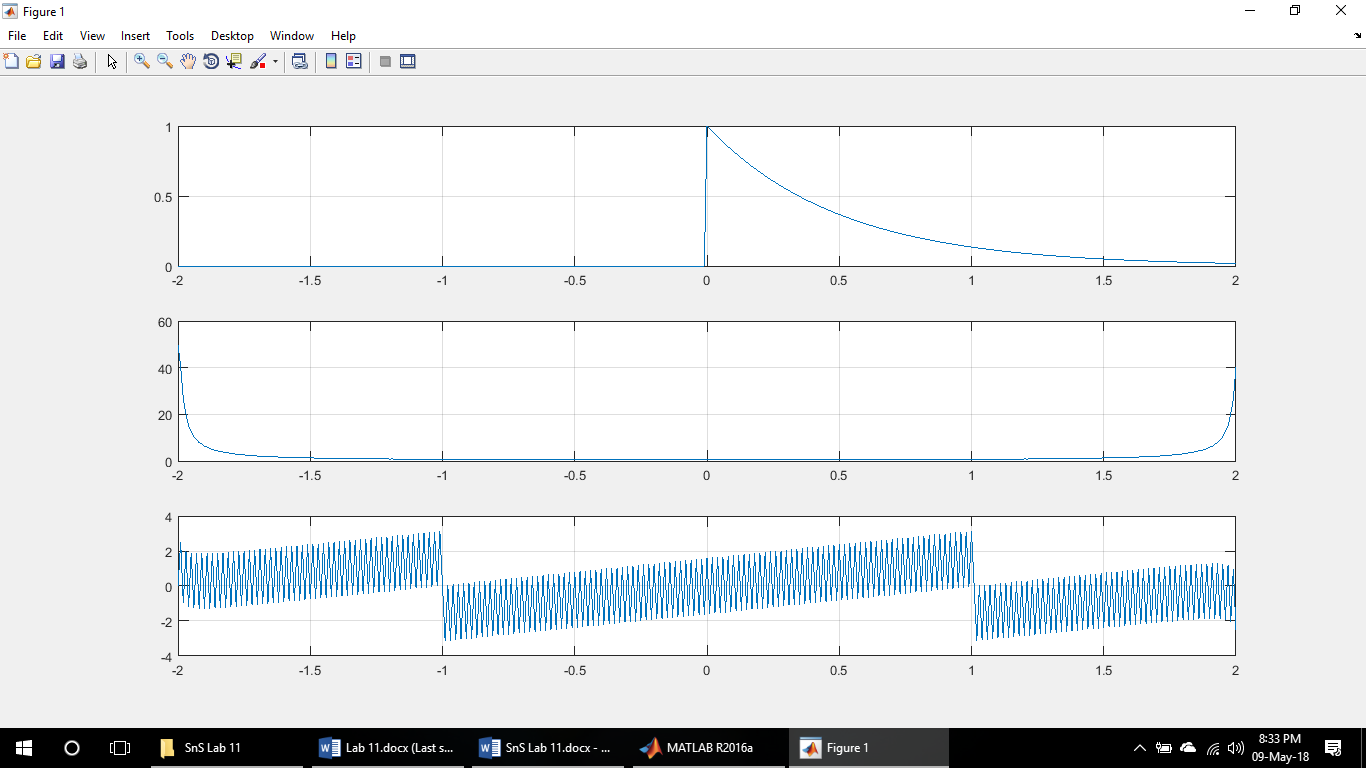 Figure 1
File Edit View Insert Tools Desktop Window Help
1
0.5
0
-2 -1.5 -1 -0.5 0 0.5 1 1.5 2
60
40
20
0
-2 -1.5 -1 -0.5 0 0.5 1 1.5 2
4
2
0
-2
-4
-2 -1.5 -1 -0.5 0 0.5 1 1.5 2
SnS Lab 11 Lab 11.docx (Last s... SnS Lab 11.docx - ... MATLAB R2016a Figure 1 8:33 PM
09-May-18